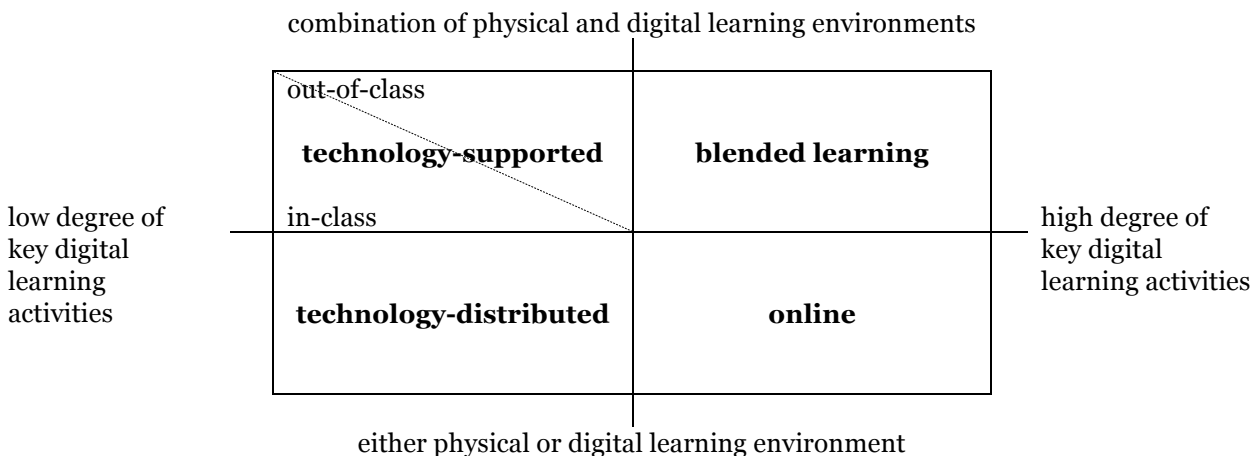 combination of physical and digital learning environments
out-of-class
technology-supported
blended learning
in-class
low degree of
key digital
learning
activities
high degree of
key digital
learning activities
technology-distributed
online
either physical or digital learning environment